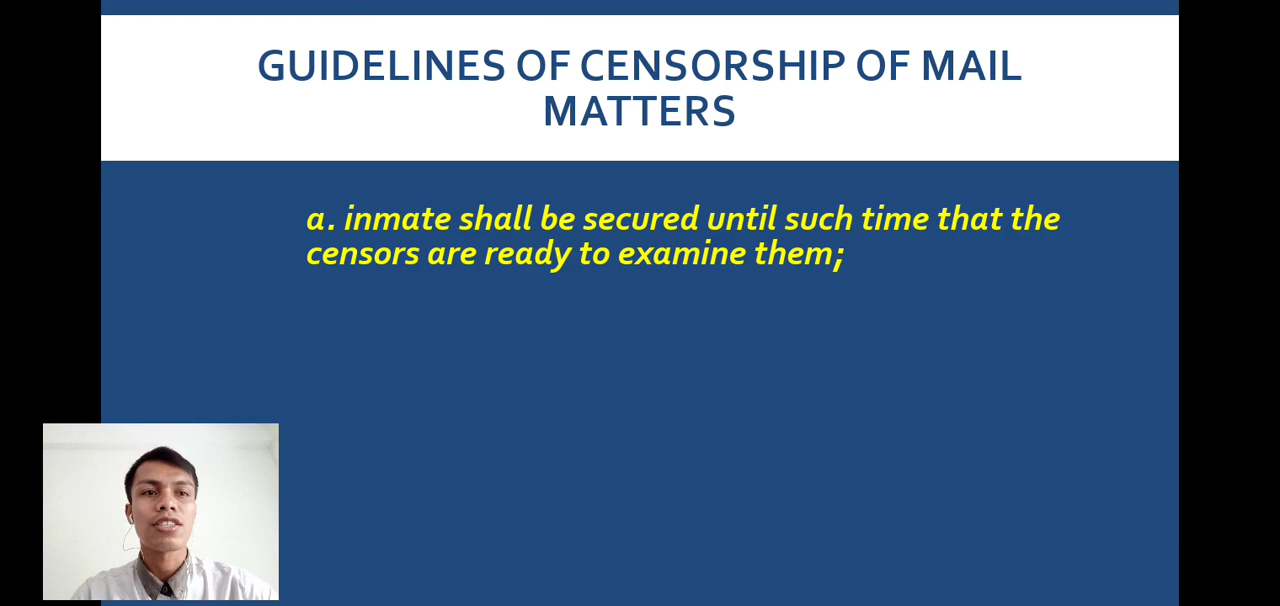 GUIDELINES OF CENSORSHIP OF MAIL
MATTERS
a. inmate shall be secured until such time that the
censors are ready to examine them;